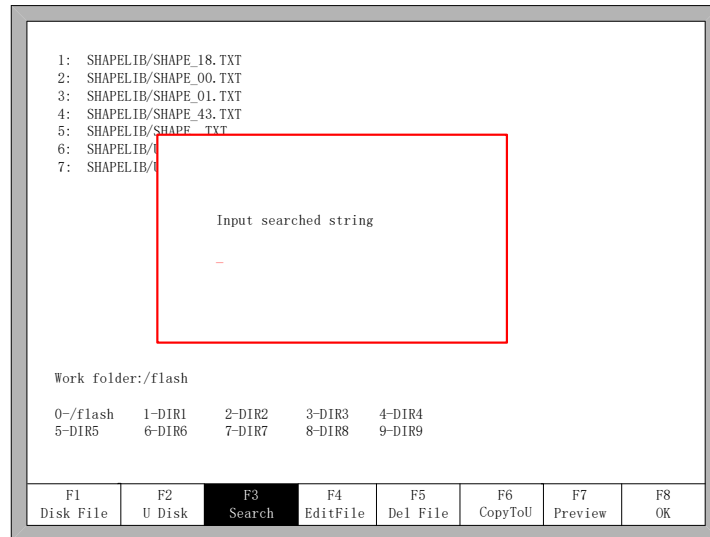 1: SHAPELIB/SHAPE_18.TXT
2: SHAPELIB/SHAPE_00.TXT
3: SHAPELIB/SHAPE_01.TXT
4: SHAPELIB/SHAPE_43.TXT
5: SHAPELIB/SHAPE__TXT
6: SHAPELIB/
7: SHAPELIB/
Input searched string
_
Work folder:/flash
0-/flash 1-DIR1 2-DIR2 3-DIR3 4-DIR4
5-DIR5 6-DIR6 7-DIR7 8-DIR8 9-DIR9
F1 F2 F3 F4 F5 F6 F7 F8
Disk File U Disk Search EditFile Del File CopyToU Preview OK